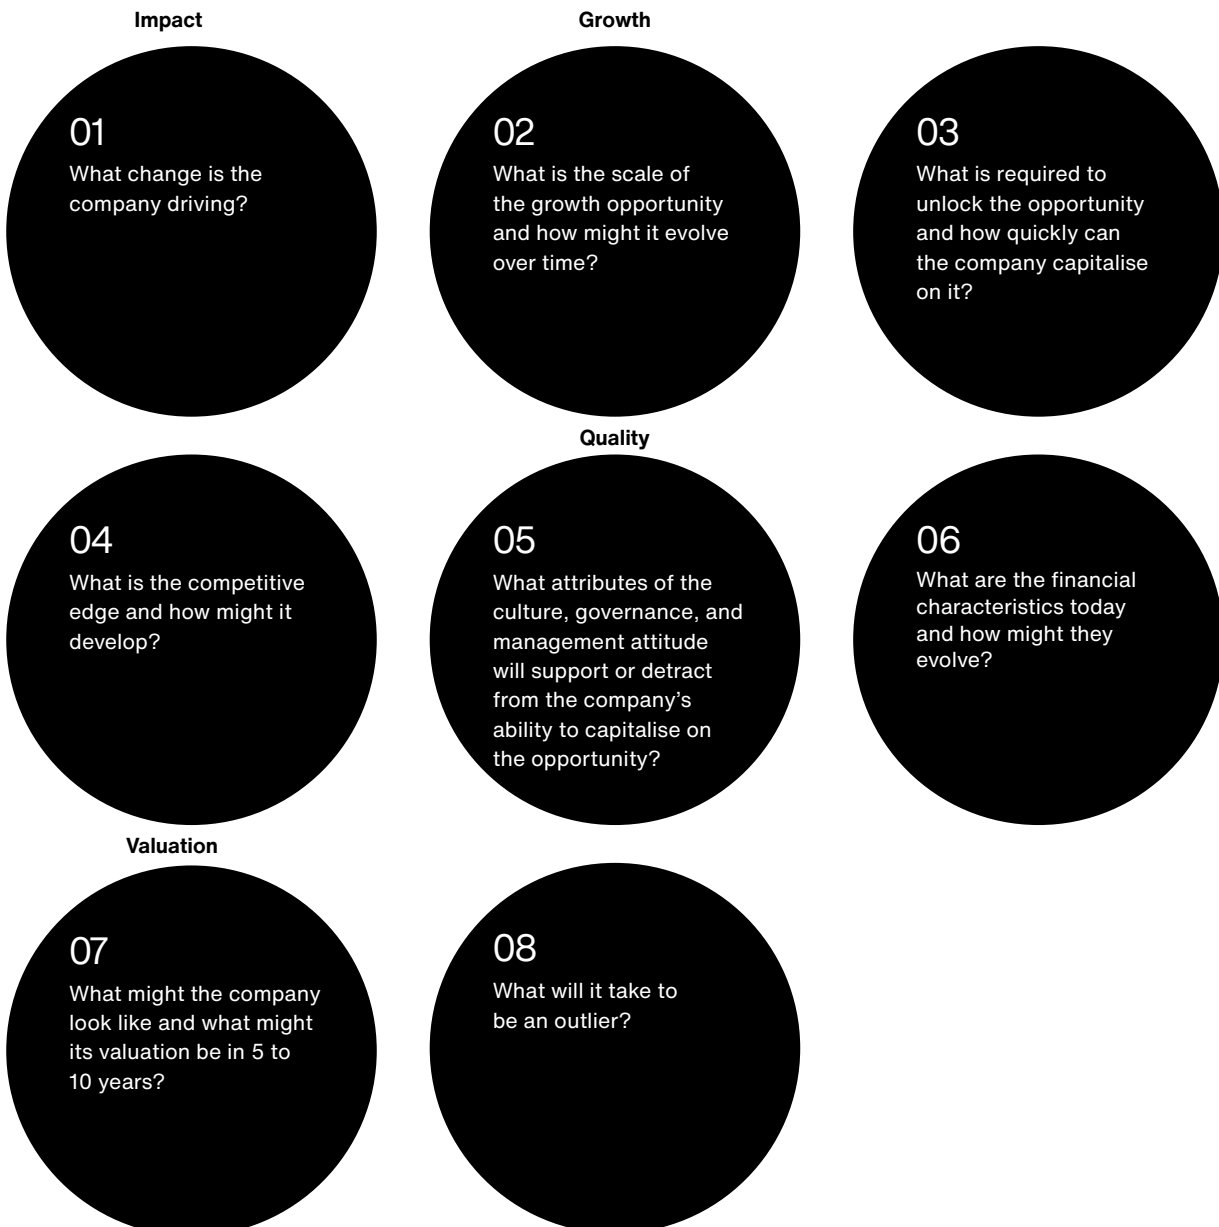 Impact
01
What change is the
company driving?
Growth
02
What is the scale of
the growth opportunity
and how might it evolve
over time?
03
What is required to
unlock the opportunity
and how quickly can
the company capitalise
on it?
04
What is the competitive
edge and how might it
develop?
Quality
05
What attributes of the
culture, governance, and
management attitude
will support or detract
from the company’s
ability to capitalise on
the opportunity?
06
What are the financial
characteristics today
and how might they
evolve?
Valuation
07
What might the company
look like and what might
its valuation be in 5 to
10 years?
08
What will it take to
be an outlier?